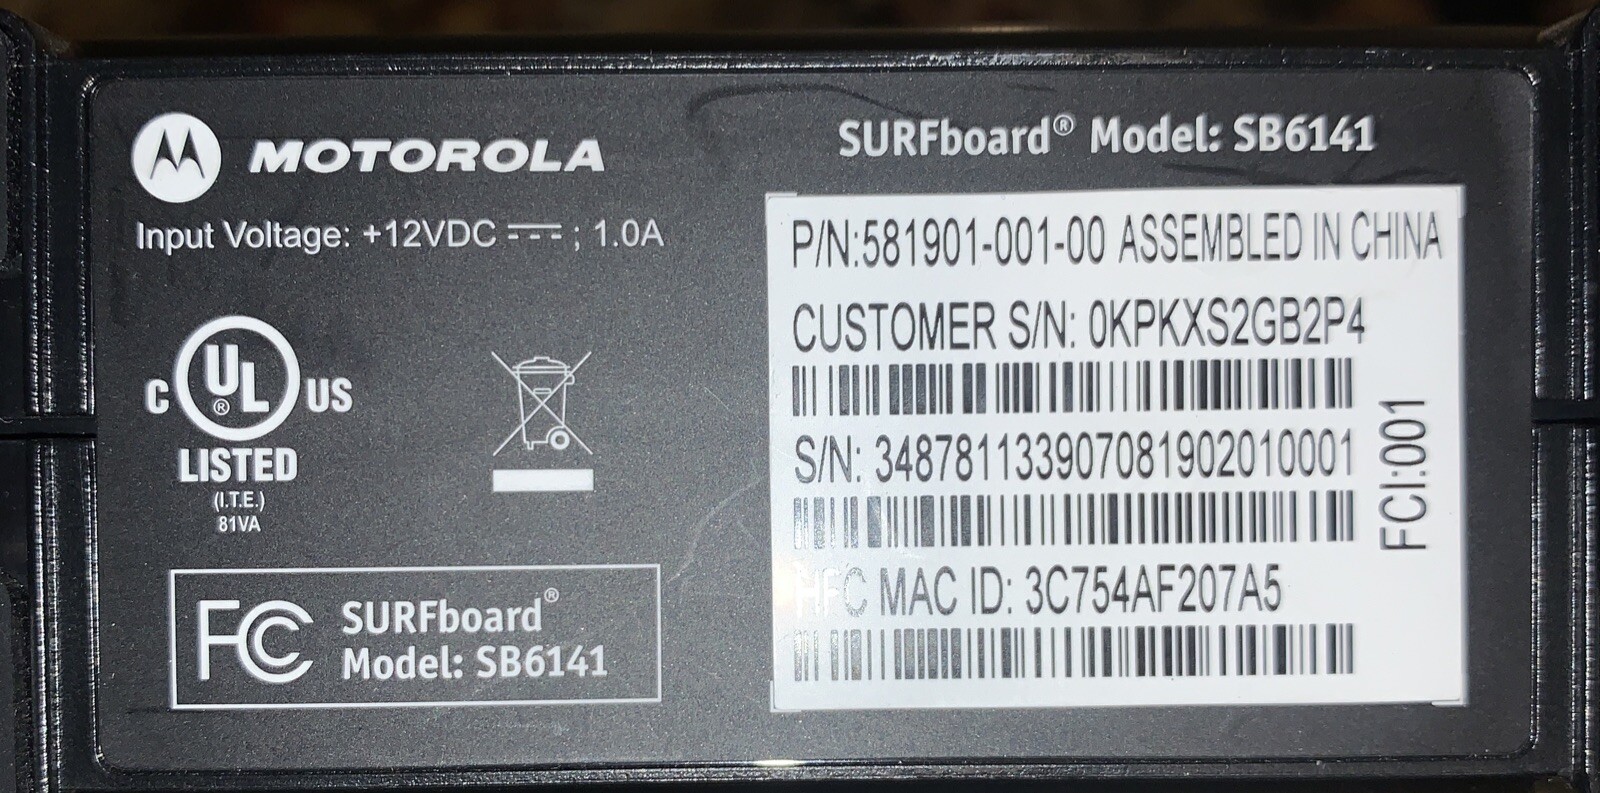 MOTOROLA
Input Voltage: +12VDC ⎓ ; 1.0A
C UL® US
LISTED
(I.T.E.)
81VA
FC SURFboard®
Model: SB6141
SURFboard® Model: SB6141
P/N:581901-001-00 ASSEMBLED IN CHINA
CUSTOMER S/N: 0KPKXS2GB2P4
S/N: 348781133907081902010001
HFC MAC ID: 3C754AF207A5
FCI:001